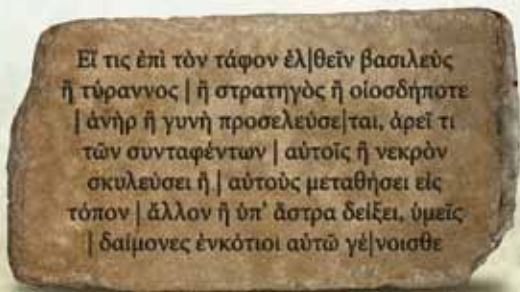 Εἴ τις ἐπὶ τὸν τάφον ἐλ|θεῖν βασιλεὺς
ἢ τύραννος | ἢ στρατηγὸς ἢ οἱοσδήποτε
| ἀνὴρ ἢ γυνὴ προσελεύσε|ται, ἀρεῖ τι
τῶν συνταφέντων | αὐτοῖς ἢ νεκρὸν
σκυλεύσει ἢ | αὐτοὺς μεταθήσει εἰς
τόπον | ἄλλον ἢ ὑπ' ἄστρα δείξει, ὑμεῖς
| δαίμονες ἐνκότιοι αὐτῶ γέ|νοισθε